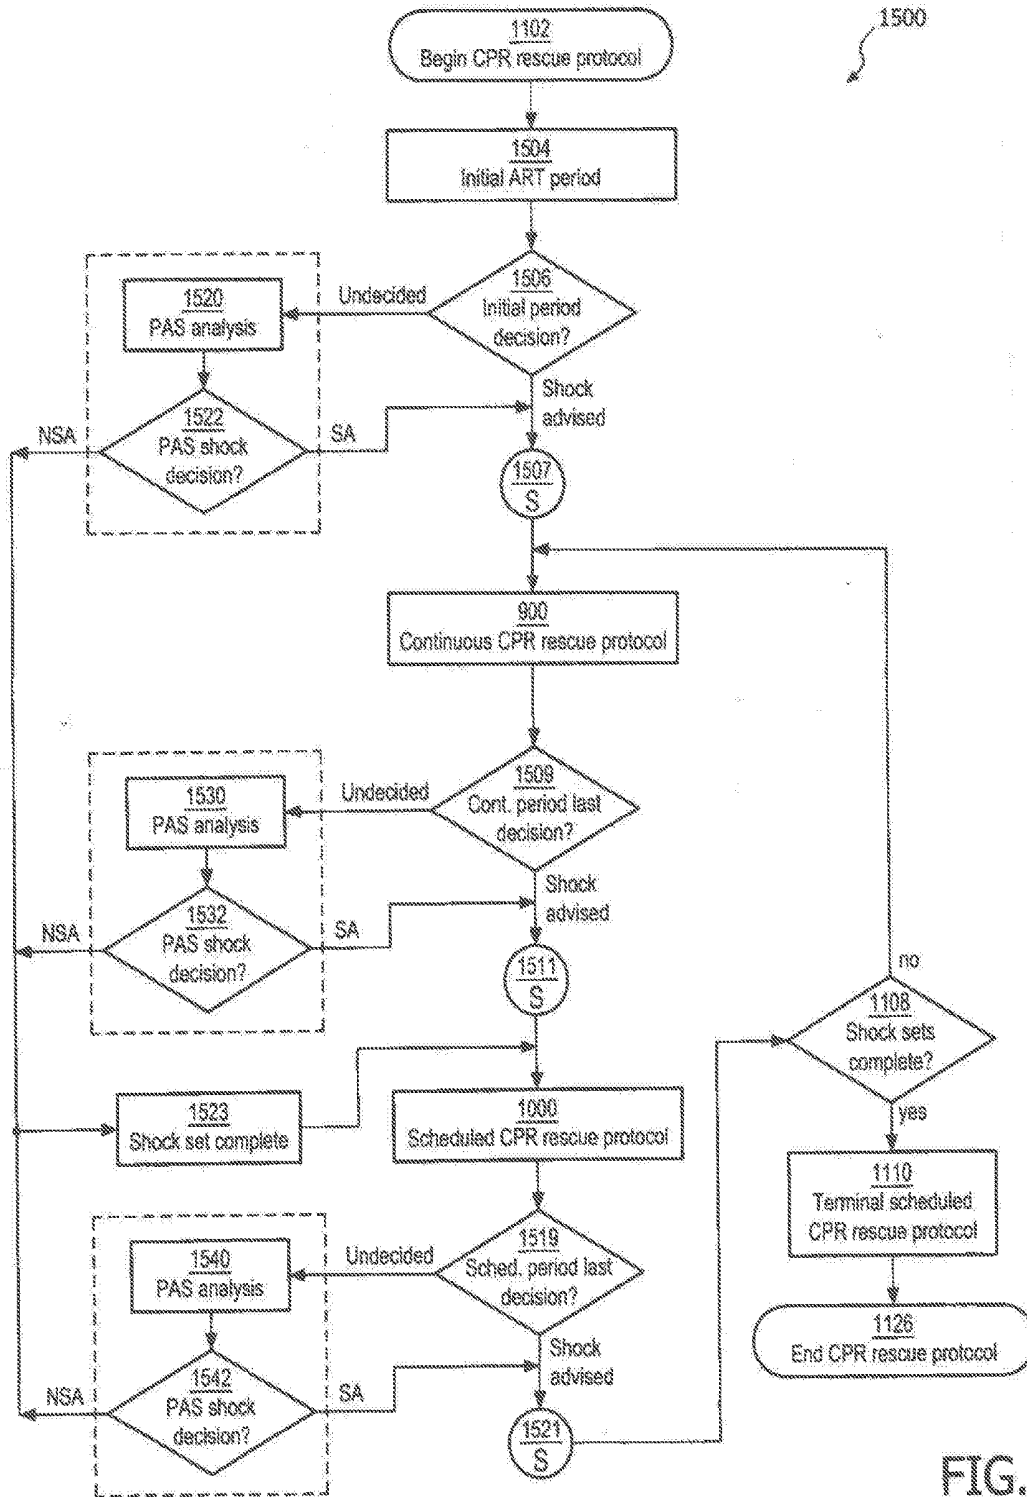 1500
1102
Begin CPR rescue protocol
1504
Initial ART period
1506
Initial period
decision?
Undecided
1520
PAS analysis
Shock
advised
1522
PAS shock
decision?
NSA
SA
1507
S
900
Continuous CPR rescue protocol
1509
Cont. period last
decision?
Undecided
1530
PAS analysis
Shock
advised
1532
PAS shock
decision?
NSA
SA
1511
S
no
1108
Shock sets
complete?
yes
1523
Shock set complete
1000
Scheduled CPR rescue protocol
1110
Terminal scheduled
CPR rescue protocol
1519
Sched. period last
decision?
Undecided
1540
PAS analysis
1126
End CPR rescue protocol
Shock
advised
1542
PAS shock
decision?
NSA
SA
1521
S
FIG.